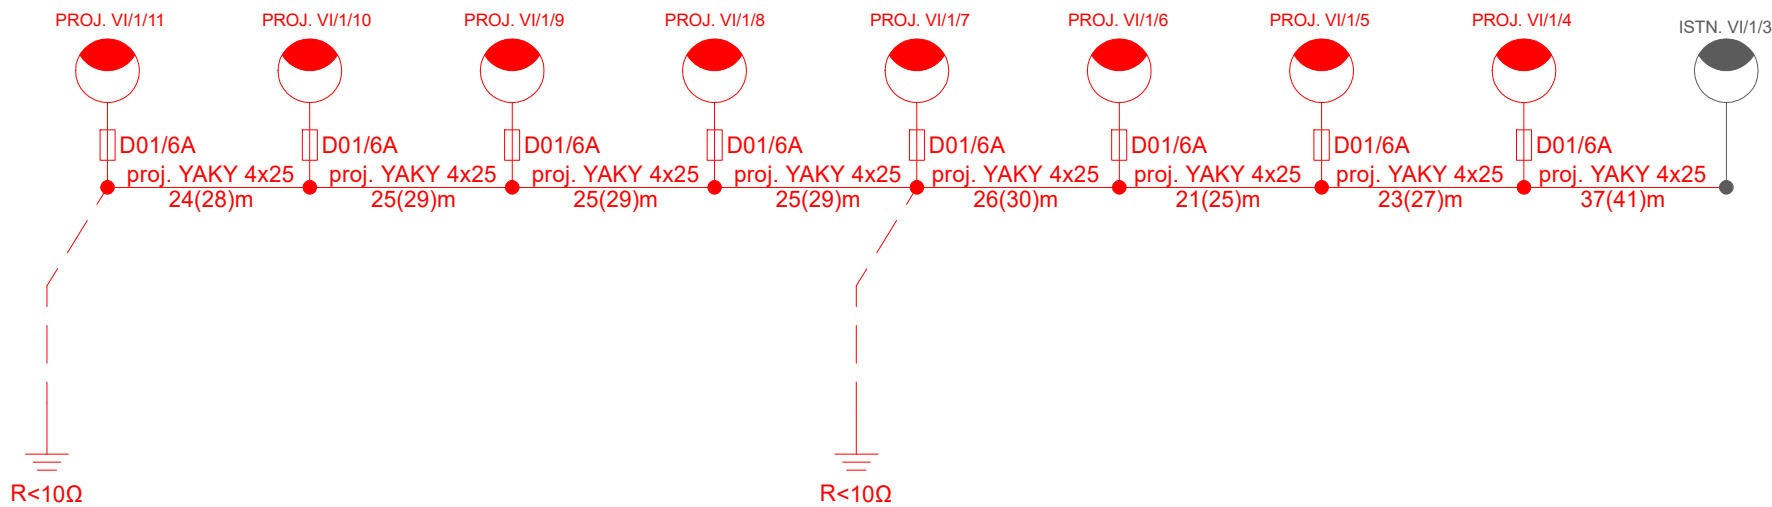 PROJ. VI/1/11 PROJ. VI/1/10 PROJ. VI/1/9 PROJ. VI/1/8 PROJ. VI/1/7 PROJ. VI/1/6 PROJ. VI/1/5 PROJ. VI/1/4 ISTN. VI/1/3
D01/6A D01/6A D01/6A D01/6A D01/6A D01/6A D01/6A D01/6A
proj. YAKY 4x25 proj. YAKY 4x25 proj. YAKY 4x25 proj. YAKY 4x25 proj. YAKY 4x25 proj. YAKY 4x25 proj. YAKY 4x25 proj. YAKY 4x25
24(28)m 25(29)m 25(29)m 25(29)m 26(30)m 21(25)m 23(27)m 37(41)m
R<10Ω R<10Ω